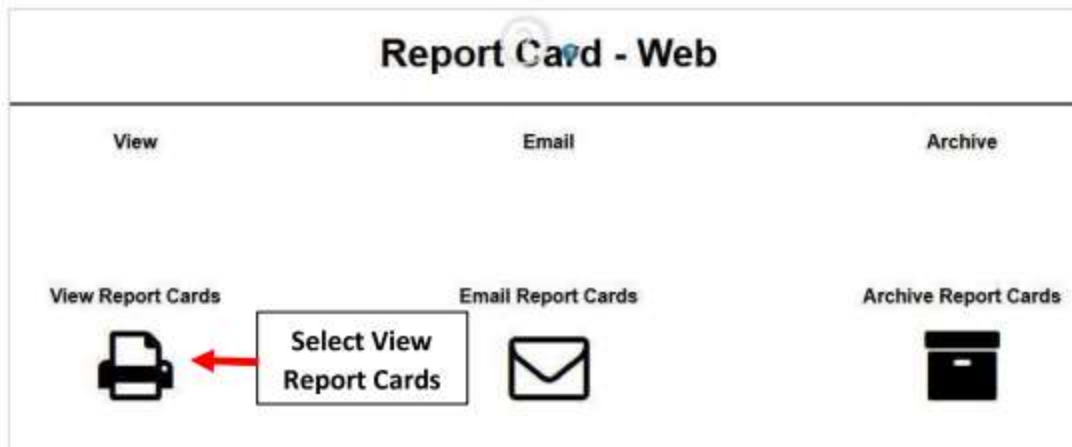 Report Card - Web
View
Email
Archive
View Report Cards
Email Report Cards
Archive Report Cards
Select View
Report Cards